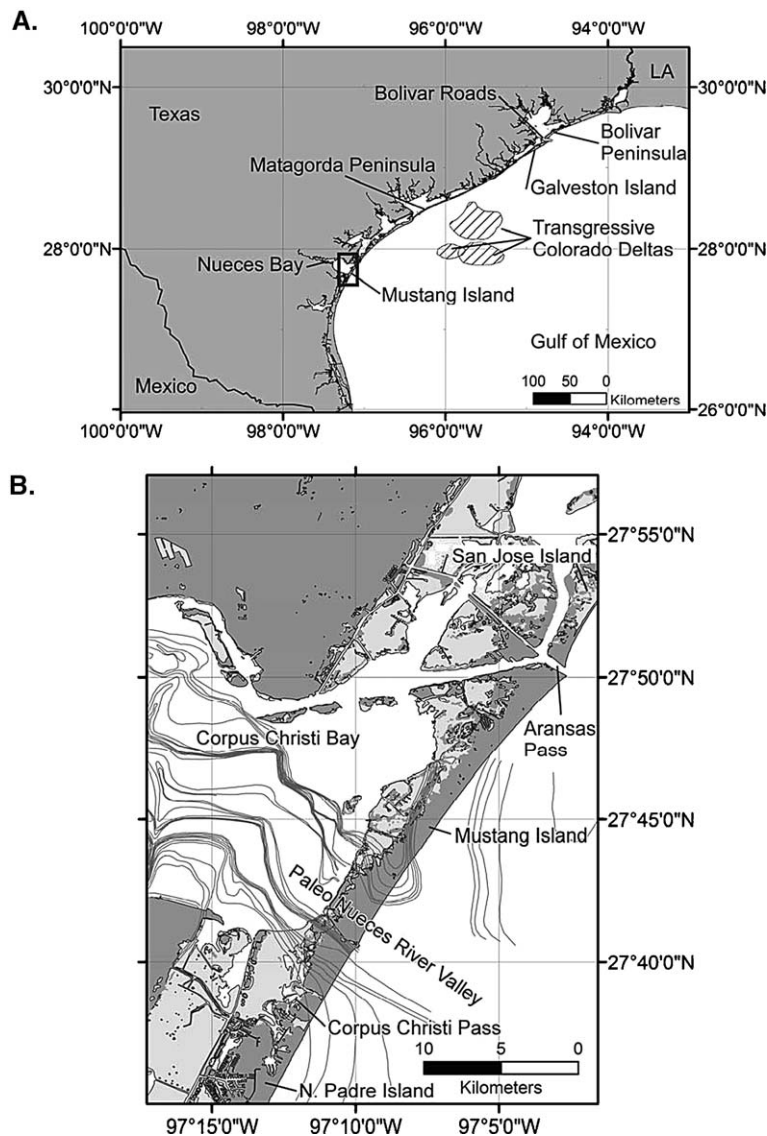 A.
100°0'0"W 98°0'0"W 96°0'0"W 94°0'0"W
30°0'0"N
LA
30°0'0"N
Bolivar Roads
Texas
Bolivar
Peninsula
Matagorda Peninsula
Galveston Island
Transgressive
Colorado Deltas
28°0'0"N
28°0'0"N
Nueces Bay
Mustang Island
Gulf of Mexico
Mexico
100 50 0
Kilometers
26°0'0"N
26°0'0"N
100°0'0"W 98°0'0"W 96°0'0"W 94°0'0"W
B.
27°55'0"N
San Jose Island
27°50'0"N
Aransas
Pass
Corpus Christi Bay
27°45'0"N
Mustang Island
Paleo Nueces River Valley
27°40'0"N
Corpus Christi Pass
10 5 0
Kilometers
N. Padre Island
97°15'0"W 97°10'0"W 97°5'0"W